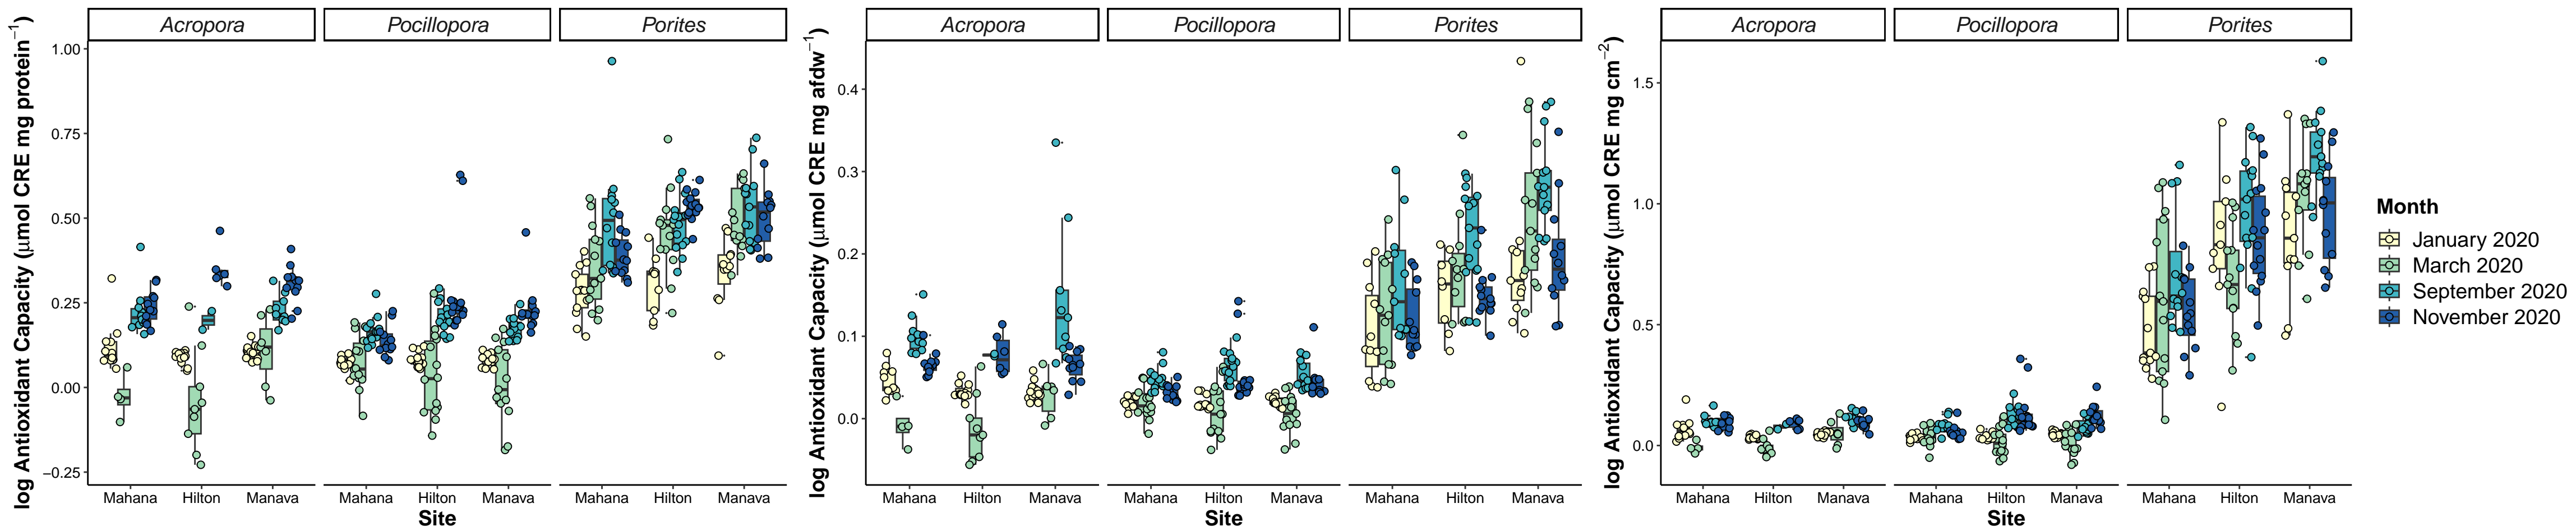 log Antioxidant Capacity (μmol CRE mg protein⁻¹)
Acropora Pocillopora Porites
1.00
0.75
0.50
0.25
0.00
−0.25
Mahana Hilton Manava Mahana Hilton Manava Mahana Hilton Manava
Site
log Antioxidant Capacity (μmol CRE mg afdw⁻¹)
Acropora Pocillopora Porites
0.4
0.3
0.2
0.1
0.0
Mahana Hilton Manava Mahana Hilton Manava Mahana Hilton Manava
Site
log Antioxidant Capacity (μmol CRE mg cm⁻²)
Acropora Pocillopora Porites
1.5
1.0
0.5
0.0
Mahana Hilton Manava Mahana Hilton Manava Mahana Hilton Manava
Site
Month
January 2020
March 2020
September 2020
November 2020